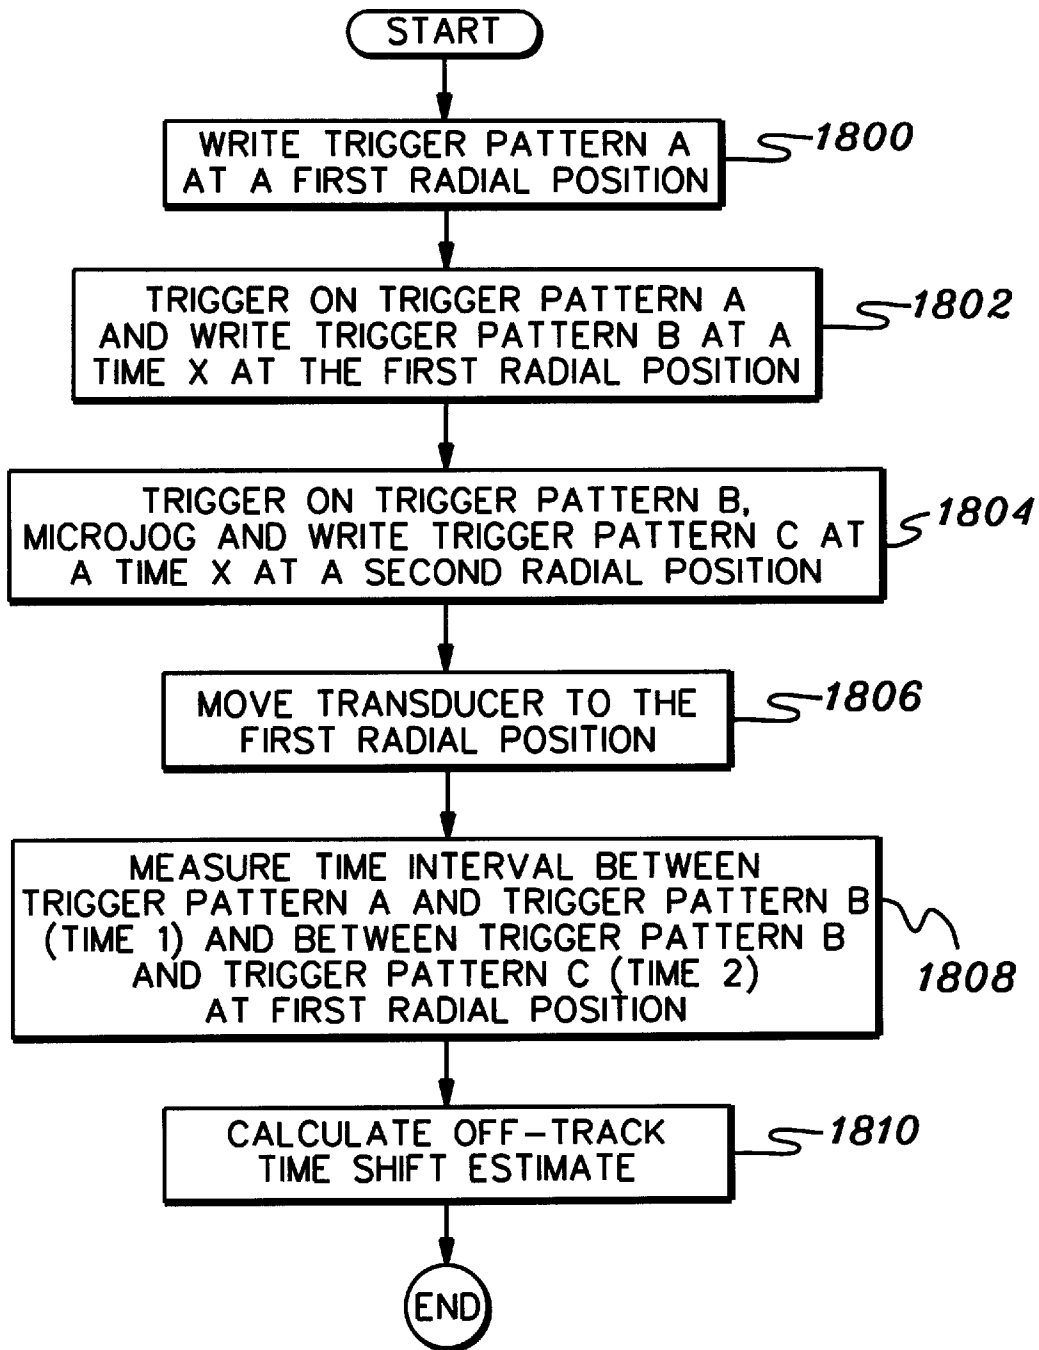 START
WRITE TRIGGER PATTERN A
AT A FIRST RADIAL POSITION
1800
TRIGGER ON TRIGGER PATTERN A
AND WRITE TRIGGER PATTERN B AT A
TIME X AT THE FIRST RADIAL POSITION
1802
TRIGGER ON TRIGGER PATTERN B,
MICROJOG AND WRITE TRIGGER PATTERN C AT
A TIME X AT A SECOND RADIAL POSITION
1804
MOVE TRANSDUCER TO THE
FIRST RADIAL POSITION
1806
MEASURE TIME INTERVAL BETWEEN
TRIGGER PATTERN A AND TRIGGER PATTERN B
(TIME 1) AND BETWEEN TRIGGER PATTERN B
AND TRIGGER PATTERN C (TIME 2)
AT FIRST RADIAL POSITION
1808
CALCULATE OFF-TRACK
TIME SHIFT ESTIMATE
1810
END